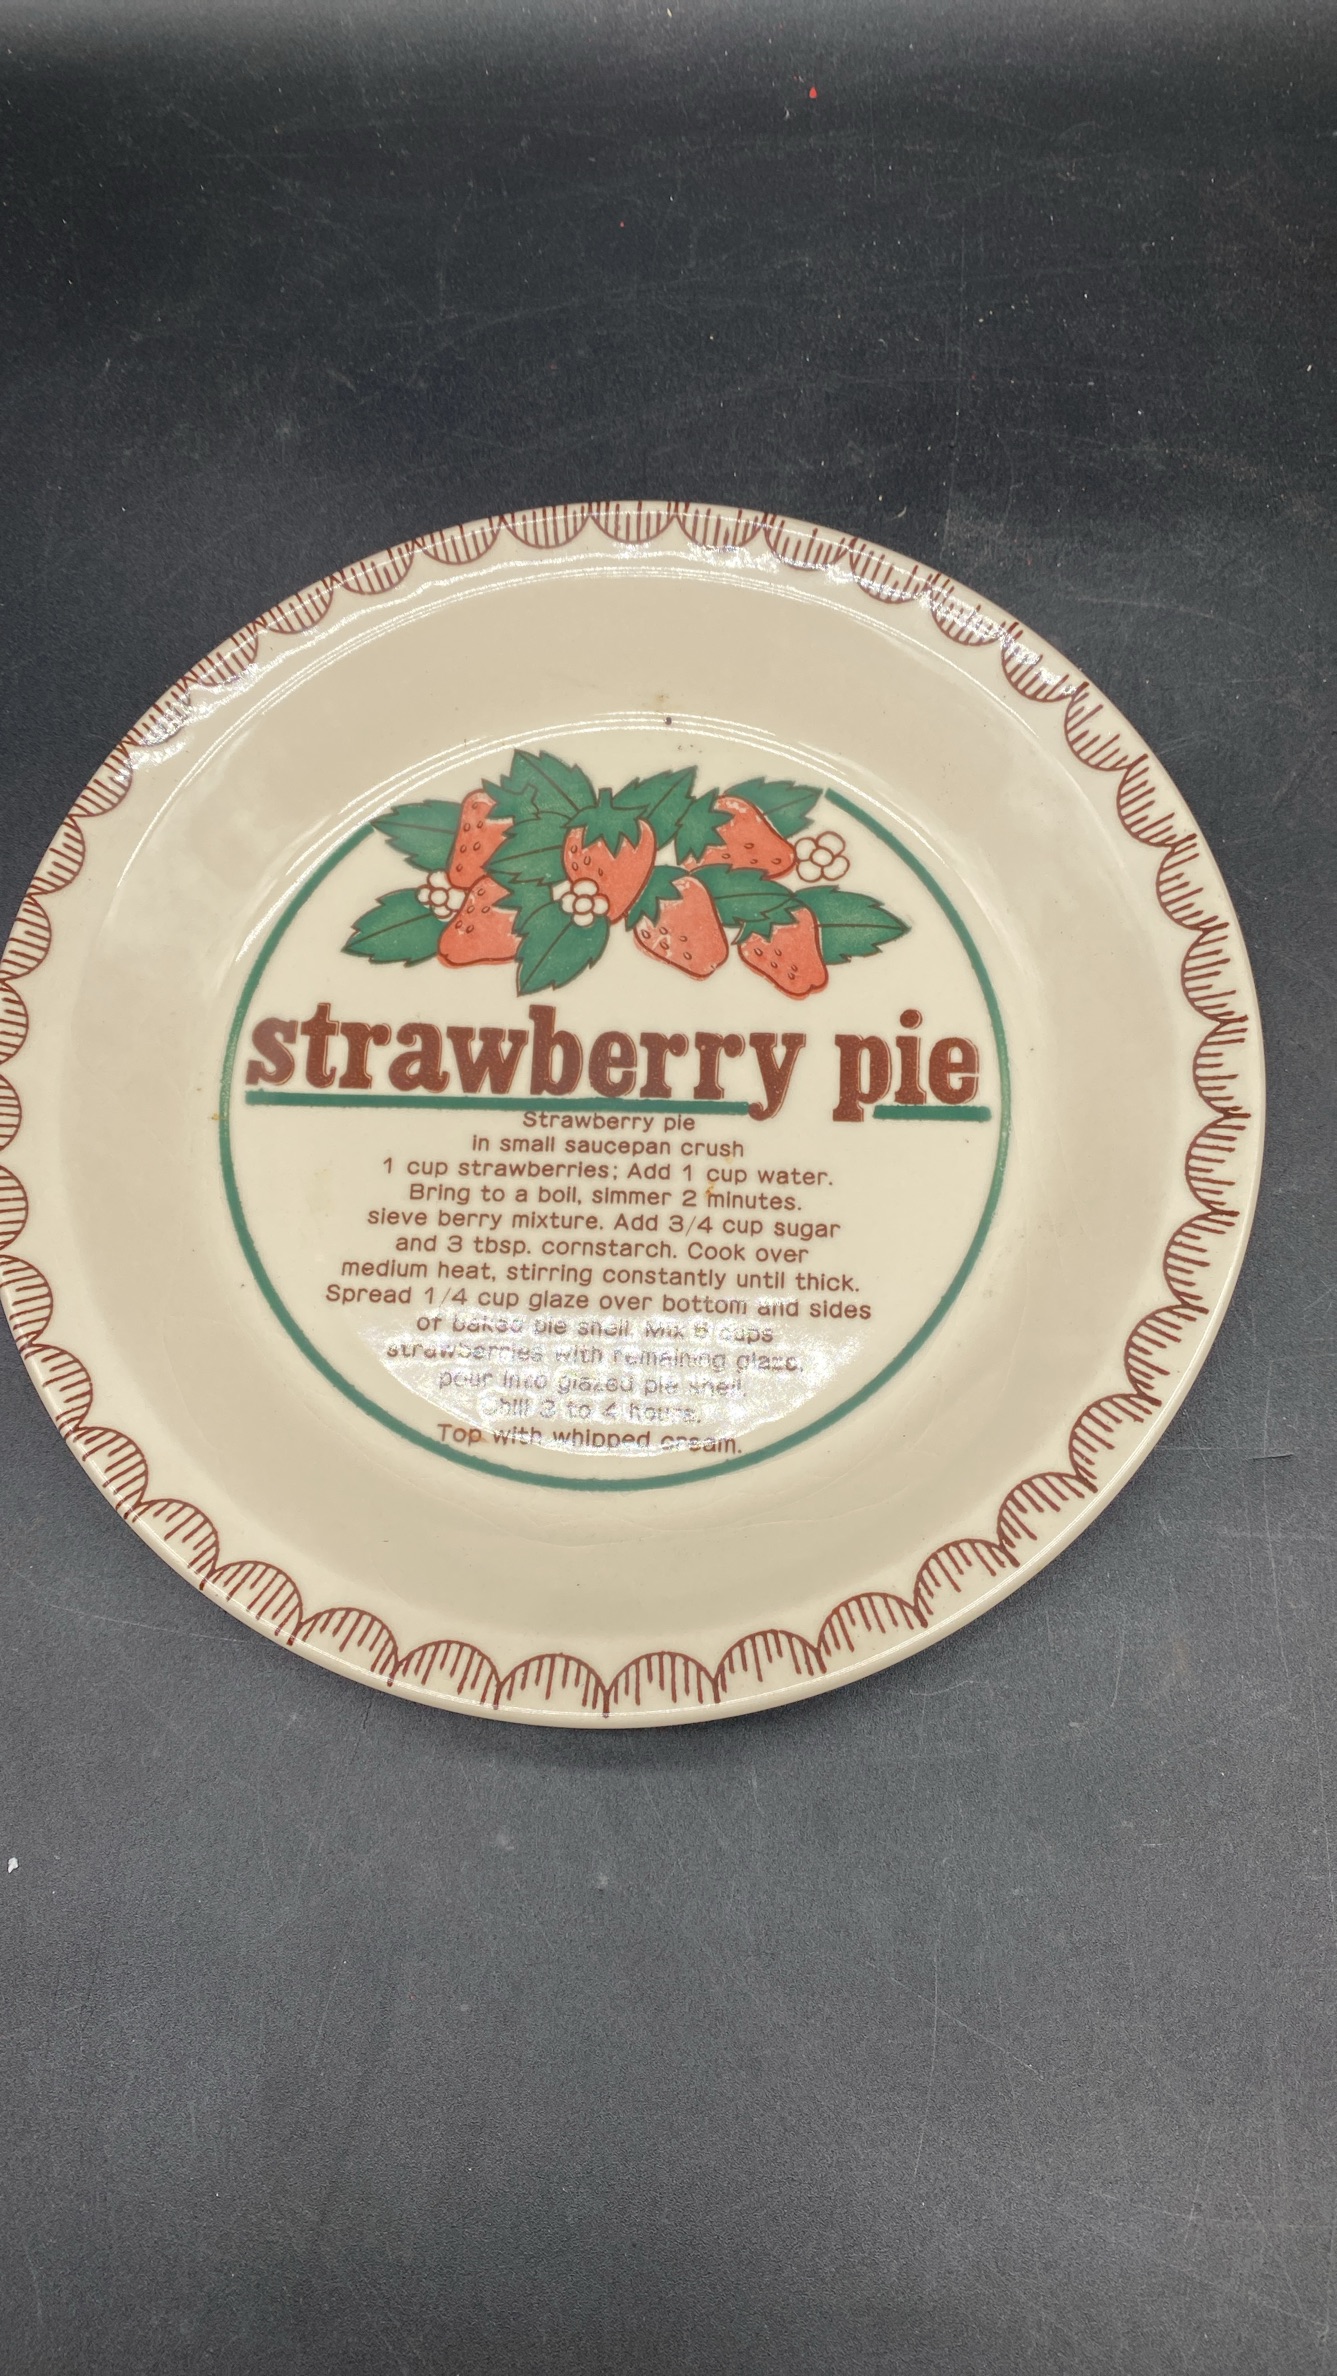 strawberry pie
Strawberry pie
in small saucepan crush
1 cup strawberries; Add 1 cup water.
Bring to a boil, simmer 2 minutes.
sieve berry mixture. Add 3/4 cup sugar
and 3 tbsp. cornstarch. Cook over
medium heat, stirring constantly until thick.
Spread 1/4 cup glaze over bottom and sides
of baked pie shell. Mix cups
strawberries with remaining glaze,
pour into glazed pie shell.
Chill 3 to 4 hours.
Top with whipped cream.